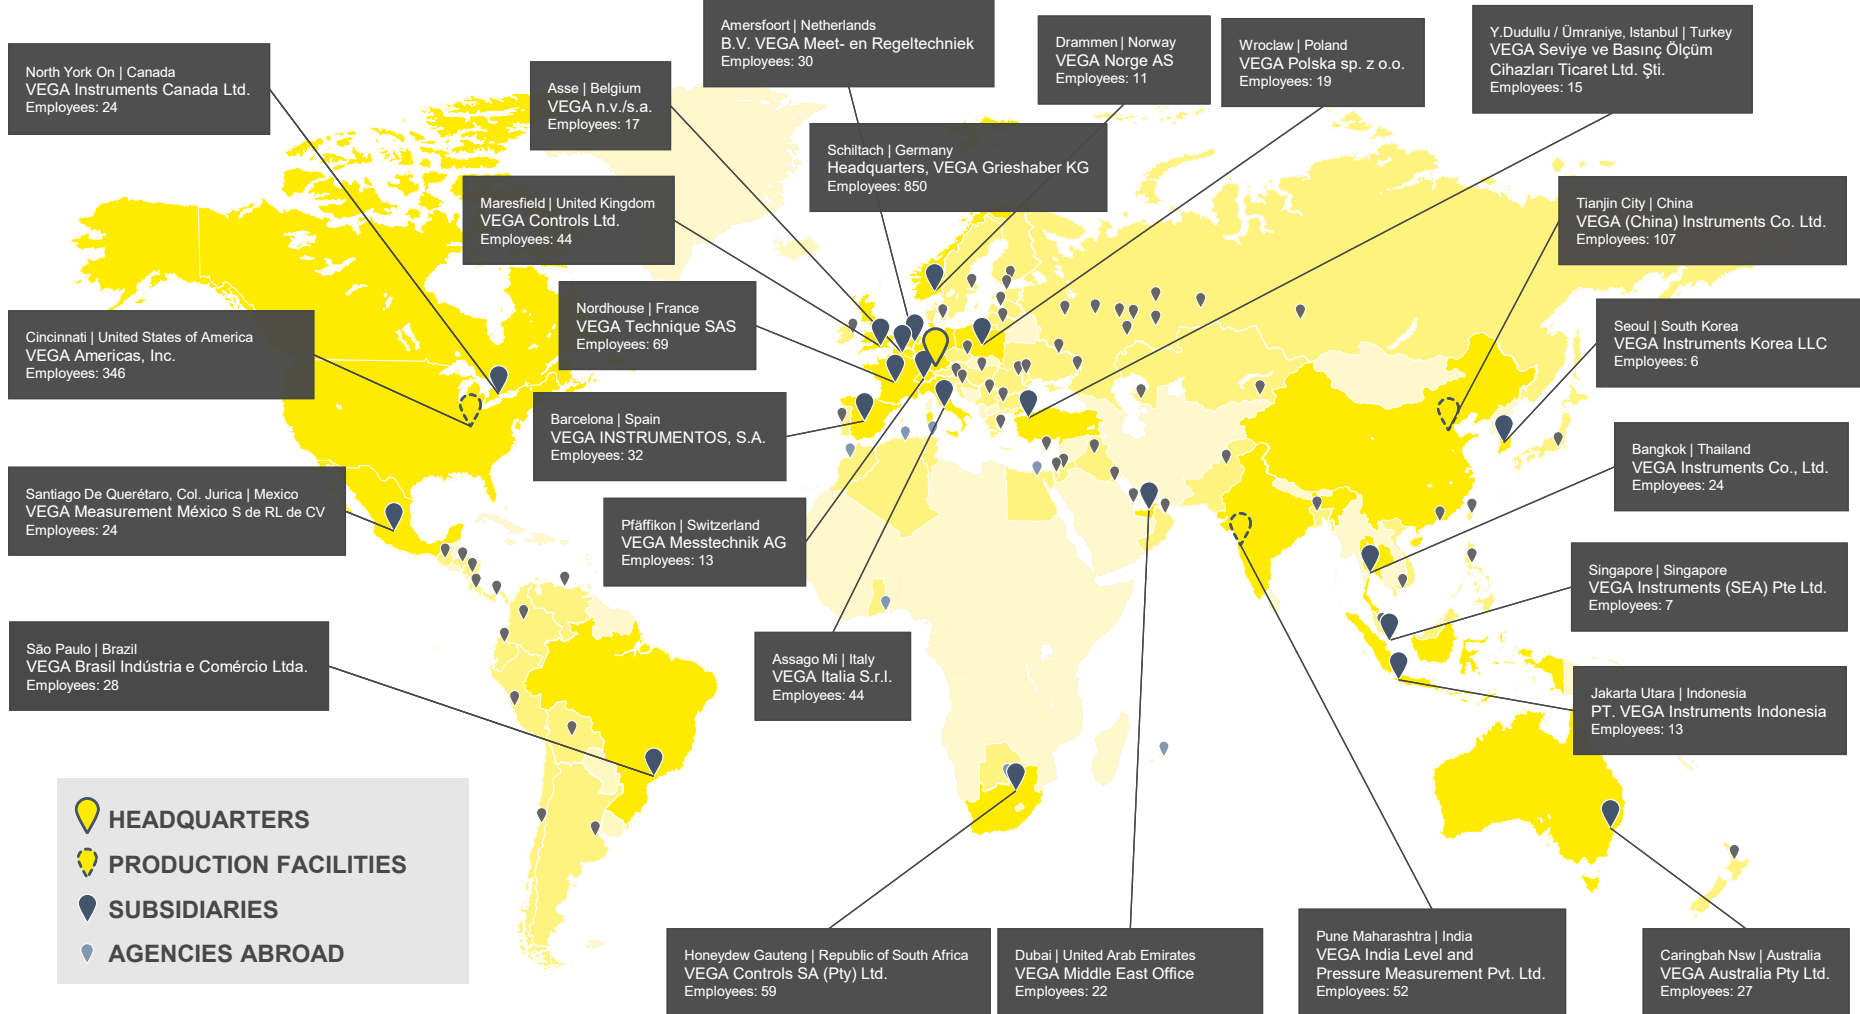 Amersfoort | Netherlands
B.V. VEGA Meet- en Regeltechniek
Employees: 30
Drammen | Norway
VEGA Norge AS
Employees: 11
Wroclaw | Poland
VEGA Polska sp. z o.o.
Employees: 19
Y.Dudullu / Ümraniye, Istanbul | Turkey
VEGA Seviye ve Basınç Ölçüm
Cihazları Ticaret Ltd. Şti.
Employees: 15
North York On | Canada
VEGA Instruments Canada Ltd.
Employees: 24
Asse | Belgium
VEGA n.v./s.a.
Employees: 17
Schiltach | Germany
Headquarters, VEGA Grieshaber KG
Employees: 850
Maresfield | United Kingdom
VEGA Controls Ltd.
Employees: 44
Tianjin City | China
VEGA (China) Instruments Co. Ltd.
Employees: 107
Nordhouse | France
VEGA Technique SAS
Employees: 69
Cincinnati | United States of America
VEGA Americas, Inc.
Employees: 346
Seoul | South Korea
VEGA Instruments Korea LLC
Employees: 6
Barcelona | Spain
VEGA INSTRUMENTOS, S.A.
Employees: 32
Bangkok | Thailand
VEGA Instruments Co., Ltd.
Employees: 24
Santiago De Querétaro, Col. Jurica | Mexico
VEGA Measurement México S de RL de CV
Employees: 24
Pfäffikon | Switzerland
VEGA Messtechnik AG
Employees: 13
Singapore | Singapore
VEGA Instruments (SEA) Pte Ltd.
Employees: 7
São Paulo | Brazil
VEGA Brasil Indústria e Comércio Ltda.
Employees: 28
Assago Mi | Italy
VEGA Italia S.r.l.
Employees: 44
Jakarta Utara | Indonesia
PT. VEGA Instruments Indonesia
Employees: 13
HEADQUARTERS
PRODUCTION FACILITIES
SUBSIDIARIES
AGENCIES ABROAD
Honeydew Gauteng | Republic of South Africa
VEGA Controls SA (Pty) Ltd.
Employees: 59
Dubai | United Arab Emirates
VEGA Middle East Office
Employees: 22
Pune Maharashtra | India
VEGA India Level and
Pressure Measurement Pvt. Ltd.
Employees: 52
Caringbah Nsw | Australia
VEGA Australia Pty Ltd.
Employees: 27